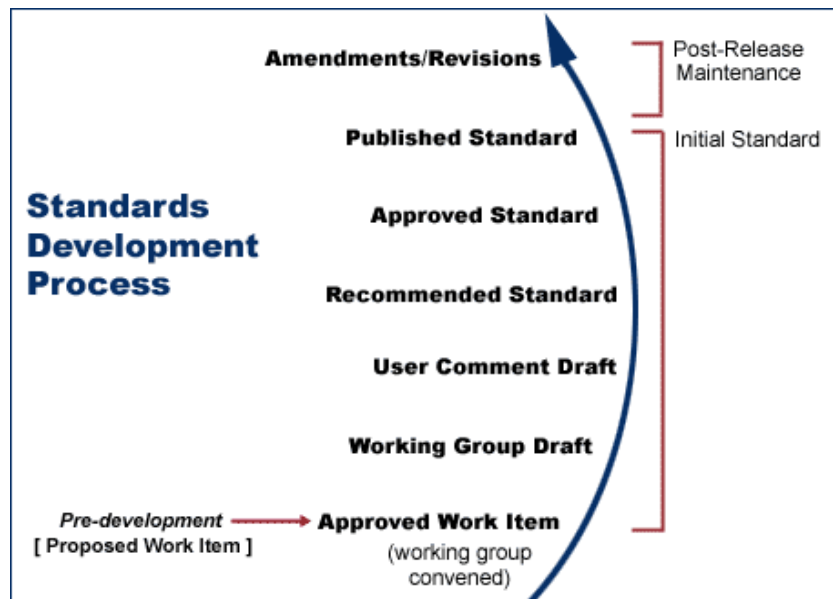 Amendments/Revisions
Post-Release
Maintenance
Published Standard
Initial Standard
Standards
Development
Process
Approved Standard
Recommended Standard
User Comment Draft
Working Group Draft
Pre-development
[ Proposed Work Item ]
Approved Work Item
(working group
convened)